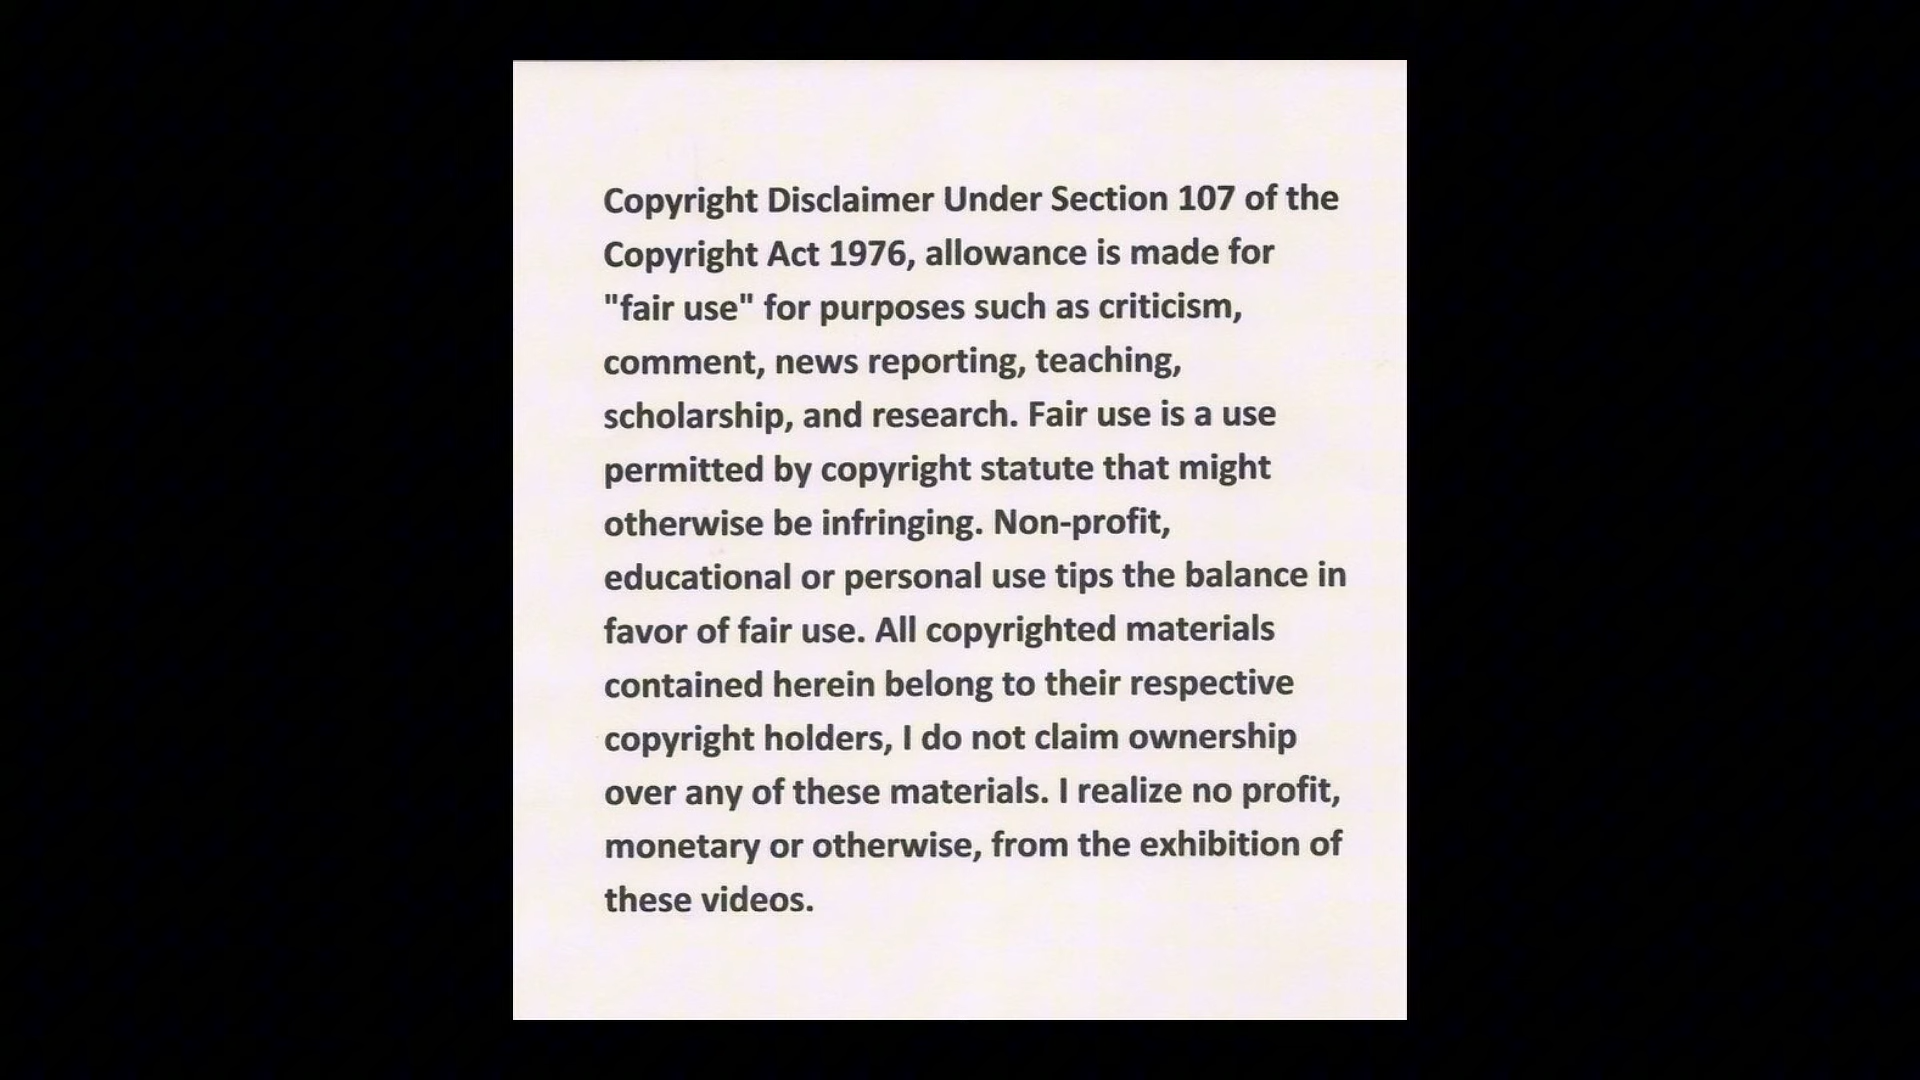 Copyright Disclaimer Under Section 107 of the
Copyright Act 1976, allowance is made for
"fair use" for purposes such as criticism,
comment, news reporting, teaching,
scholarship, and research. Fair use is a use
permitted by copyright statute that might
otherwise be infringing. Non-profit,
educational or personal use tips the balance in
favor of fair use. All copyrighted materials
contained herein belong to their respective
copyright holders, I do not claim ownership
over any of these materials. I realize no profit,
monetary or otherwise, from the exhibition of
these videos.